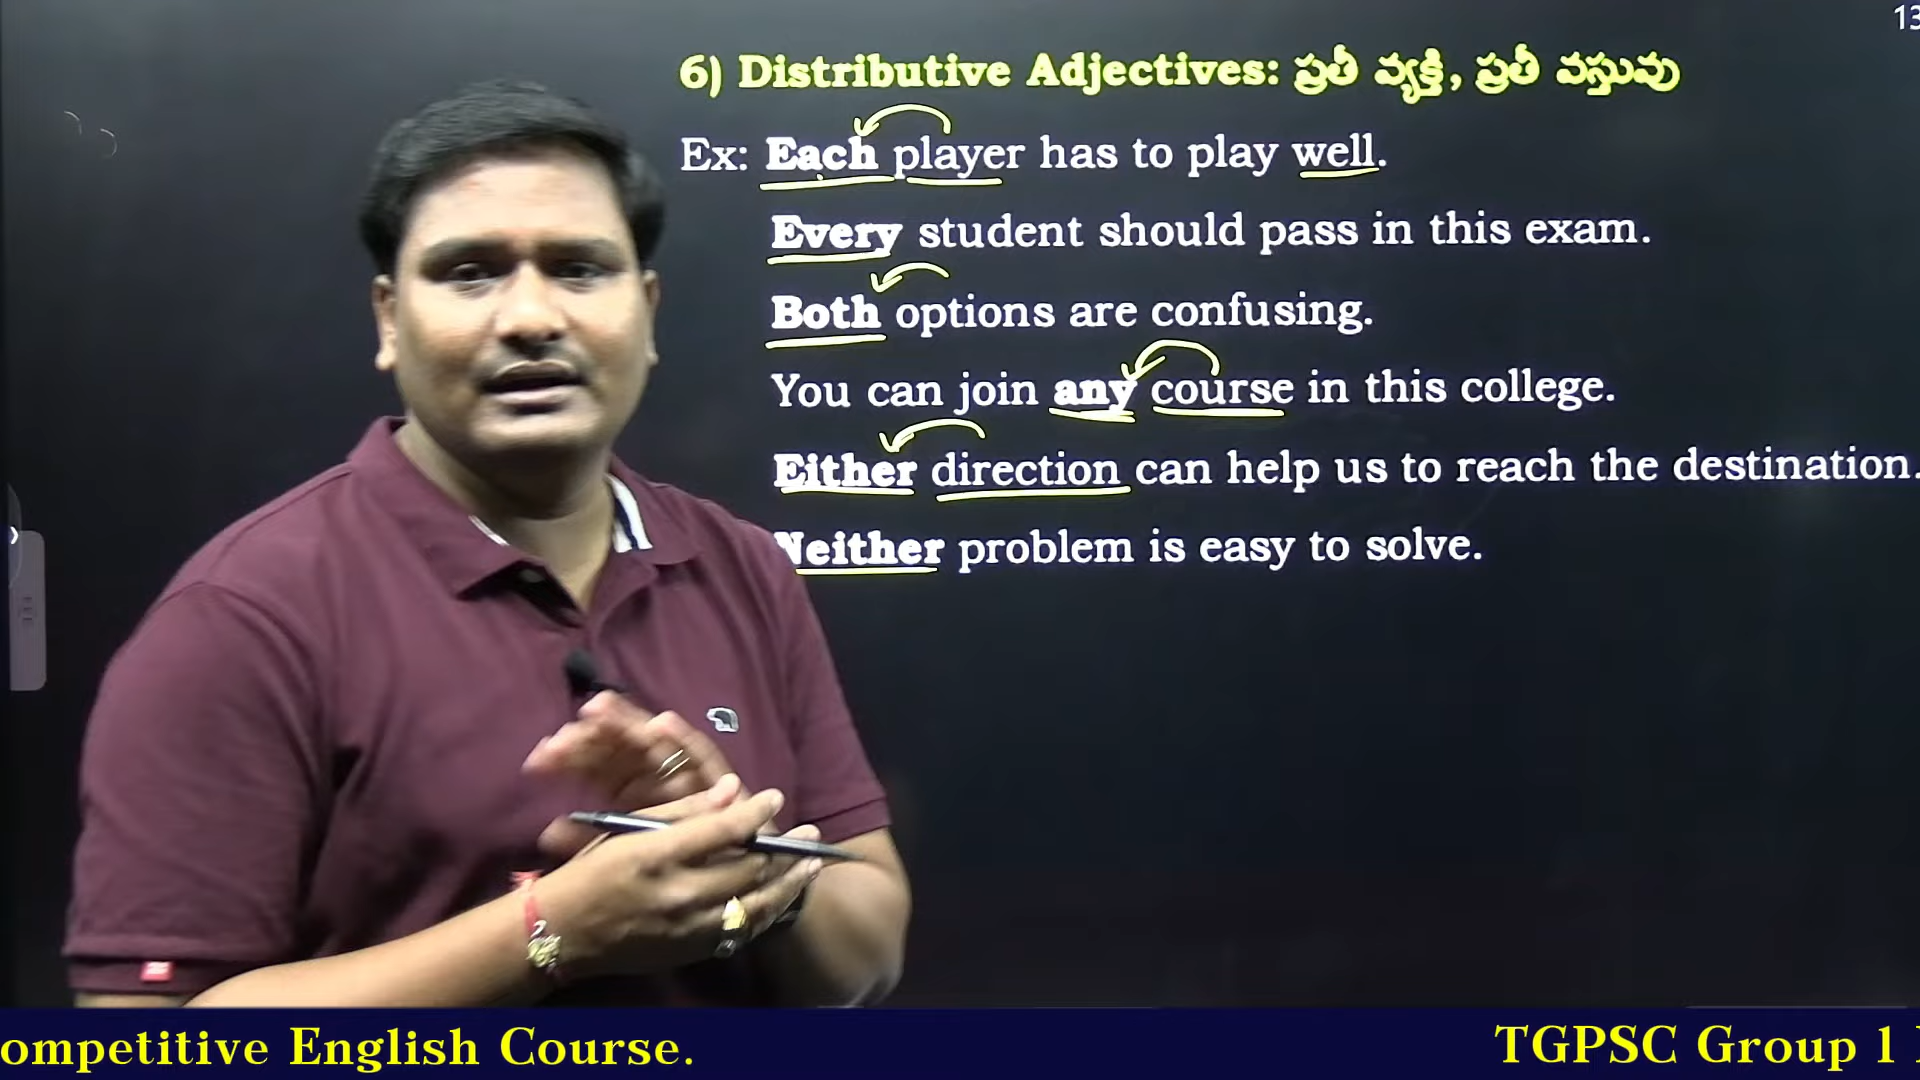 13
6) Distributive Adjectives: ప్రతీ వ్యక్తి, ప్రతీ వస్తువు
Ex: Each player has to play well.
Every student should pass in this exam.
Both options are confusing.
You can join any course in this college.
Either direction can help us to reach the destination.
Neither problem is easy to solve.
ompetitive English Course. TGPSC Group 1